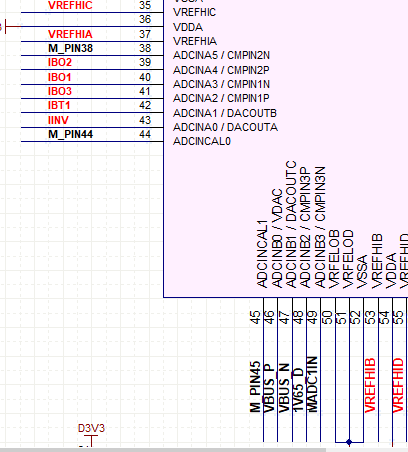 VREFHIC 35 VREFHIC
36 VDDA
VREFHIA 37 VREFHIA
M_PIN38 38 ADCINA5 / CMPIN2N
IBO2 39 ADCINA4 / CMPIN2P
IBO1 40 ADCINA3 / CMPIN1N
IBO3 41 ADCINA2 / CMPIN1P
IBT1 42 ADCINA1 / DACOUTB
IINV 43 ADCINA0 / DACOUTA
M_PIN44 44 ADCINCAL0
ADCINCAL1
ADCINB0 / VDAC
ADCINB1 / DACOUTC
ADCINB2 / CMPIN3P
ADCINB3 / CMPIN3N
VRFELOB
VRFELOD
VSSA
VREFHIB
VDDA
VREFHID
45
46
47
48
49
50
51
52
53
54
55
M_PIN45
VBUS_P
VBUS_N
1V65_D
MADC1IN
VREFHIB
VREFHID
D3V3